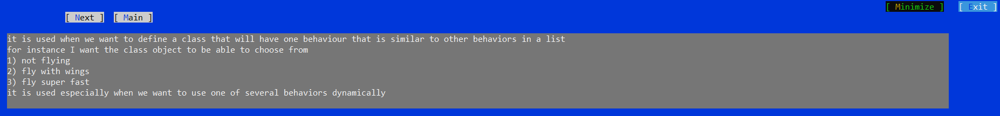 [ Minimize ] [ Exit ]
[ Next ] [ Main ]
it is used when we want to define a class that will have one behaviour that is similar to other behaviors in a list
for instance I want the class object to be able to choose from
1) not flying
2) fly with wings
3) fly super fast
it is used especially when we want to use one of several behaviors dynamically